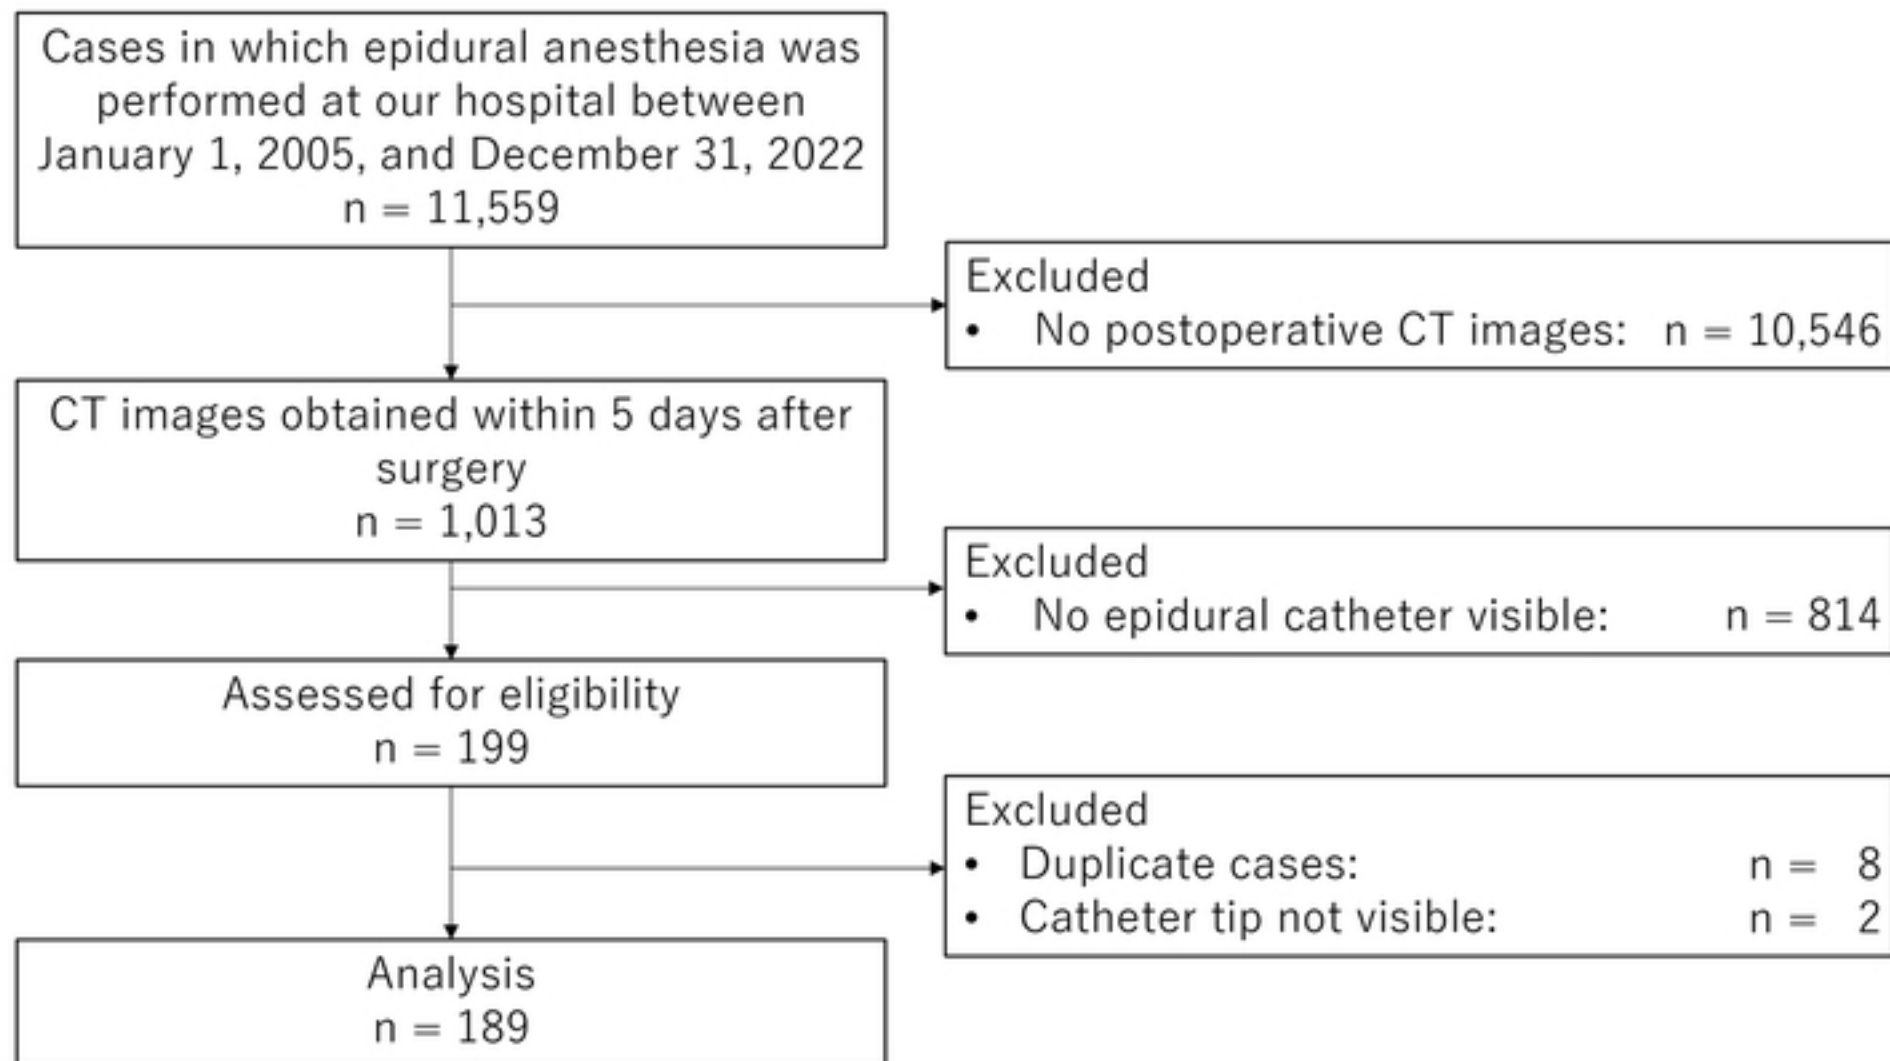 Cases in which epidural anesthesia was
performed at our hospital between
January 1, 2005, and December 31, 2022
n = 11,559
Excluded
• No postoperative CT images: n = 10,546
CT images obtained within 5 days after
surgery
n = 1,013
Excluded
• No epidural catheter visible: n = 814
Assessed for eligibility
n = 199
Excluded
• Duplicate cases: n = 8
• Catheter tip not visible: n = 2
Analysis
n = 189